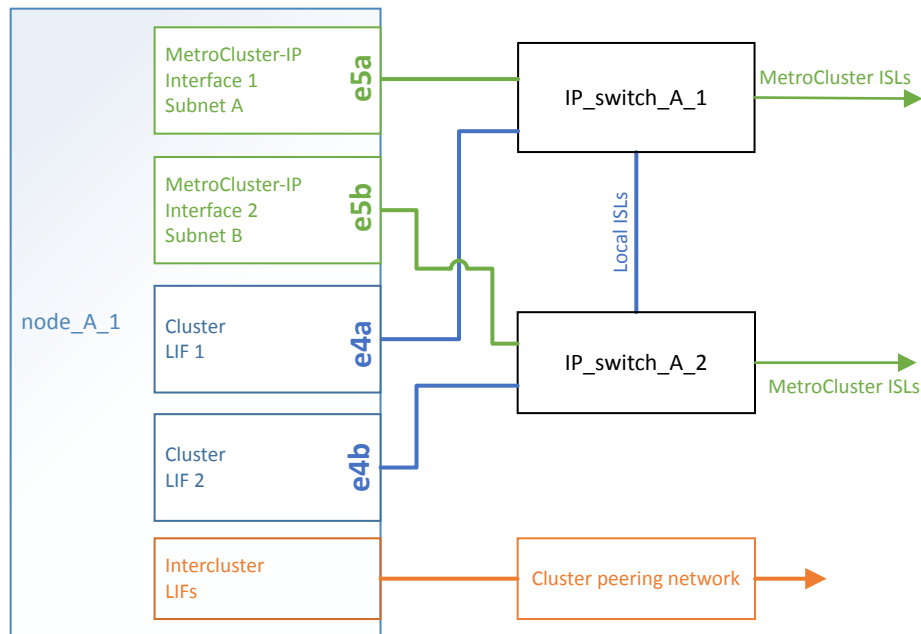 node_A_1
MetroCluster-IP
Interface 1
Subnet A
e5a
MetroCluster-IP
Interface 2
Subnet B
e5b
Cluster
LIF 1
e4a
Cluster
LIF 2
e4b
Intercluster
LIFs
IP_switch_A_1
MetroCluster ISLs
Local ISLs
IP_switch_A_2
MetroCluster ISLs
Cluster peering network